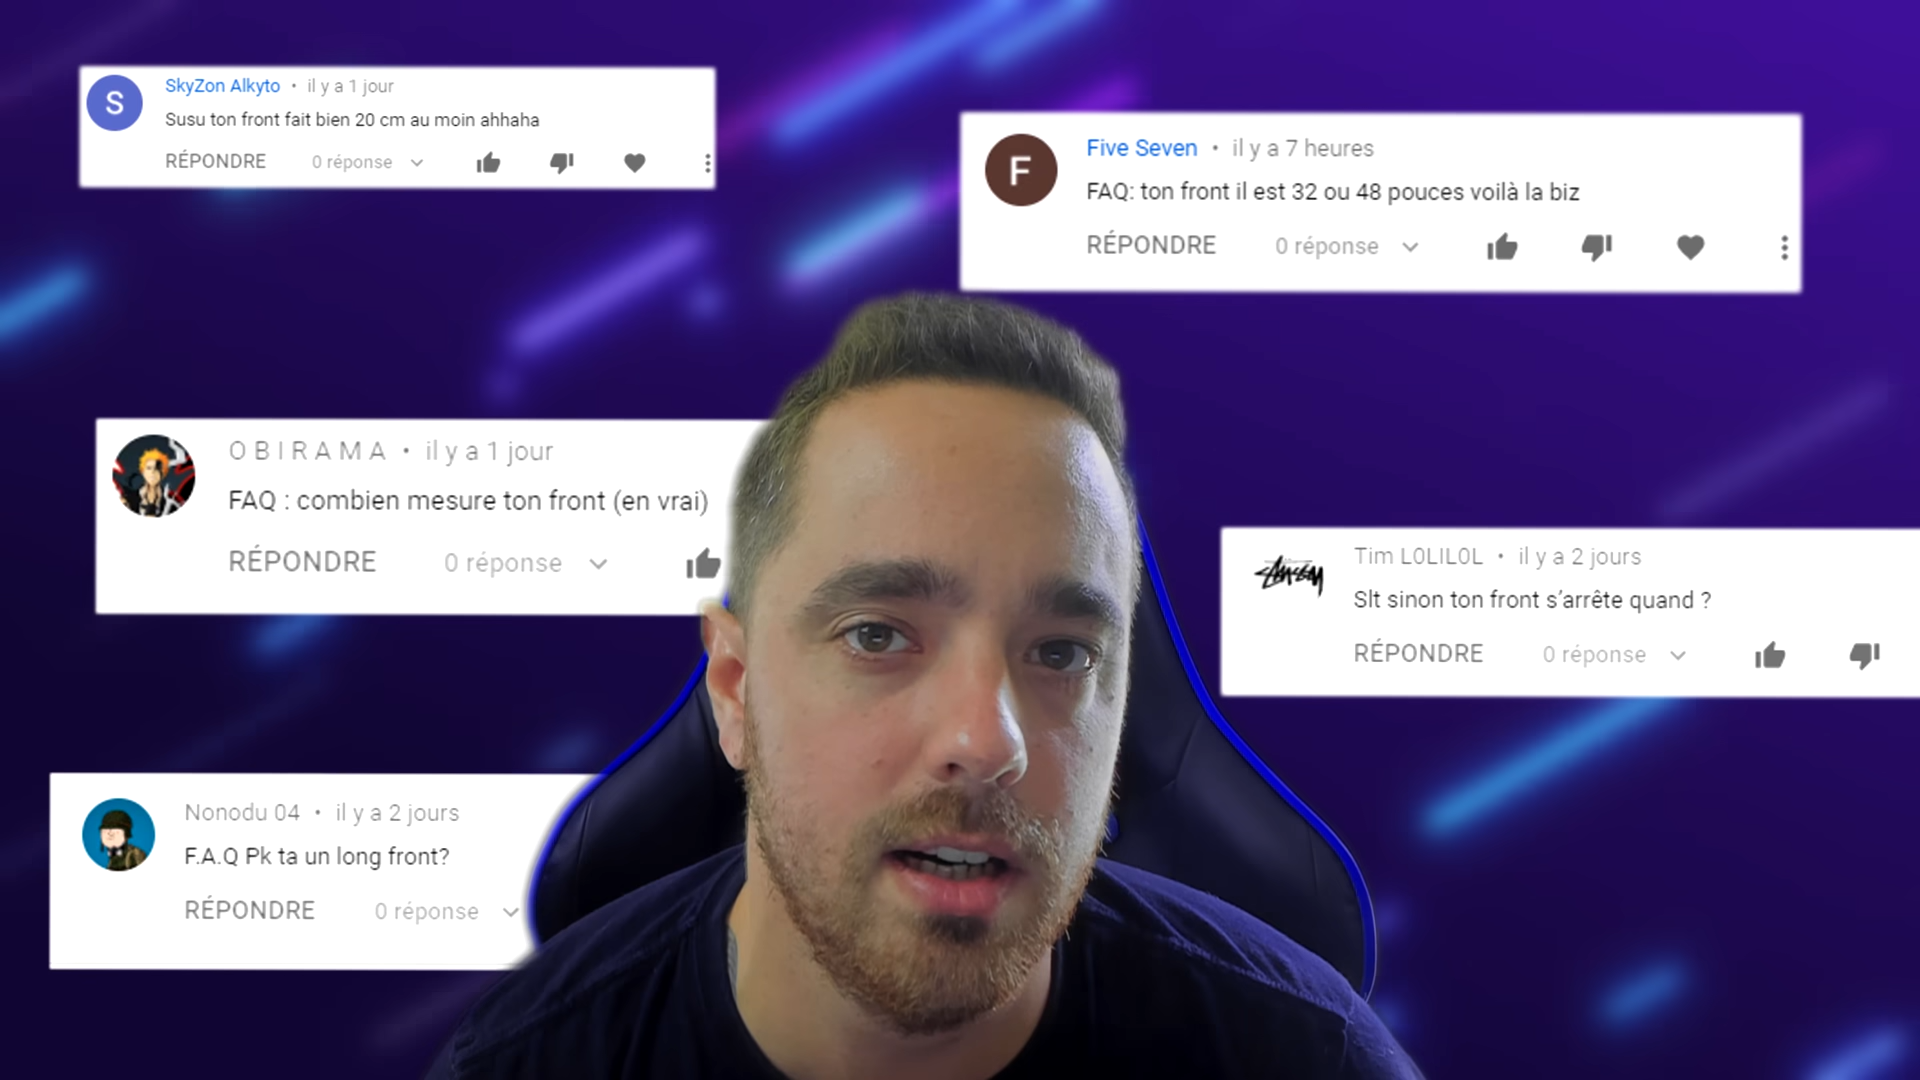 S
SkyZon Alkyto • il y a 1 jour
Susu ton front fait bien 20 cm au moin ahhaha
RÉPONDRE 0 réponse
F
Five Seven • il y a 7 heures
FAQ: ton front il est 32 ou 48 pouces voilà la biz
RÉPONDRE 0 réponse
O B I R A M A • il y a 1 jour
FAQ : combien mesure ton front (en vrai)
RÉPONDRE 0 réponse
Stussy
Tim L0LIL0L • il y a 2 jours
Slt sinon ton front s’arrête quand ?
RÉPONDRE 0 réponse
Nonodu 04 • il y a 2 jours
F.A.Q Pk ta un long front?
RÉPONDRE 0 réponse